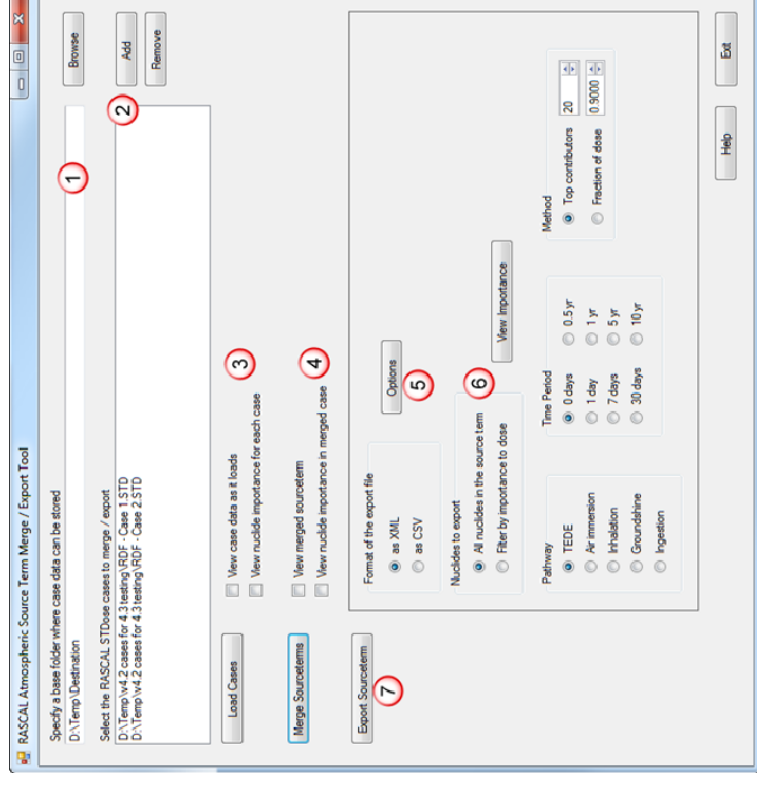 RASCAL Atmospheric Source Term Merge / Export Tool
Specify a base folder where case data can be stored
D:\Temp\Destination
1
Browse
Select the RASCAL STDose cases to merge / export
D:\Temp\v4.2 cases for 4.3 testing\RDF - Case 1.STD
D:\Temp\v4.2 cases for 4.3 testing\RDF - Case 2.STD
2
Add
Remove
Load Cases
View case data as it loads
View nuclide importance for each case
3
Merge Sourceterms
View merged sourceterm
View nuclide importance in merged case
4
Export Sourceterm
7
Format of the export file
as XML
as CSV
Options
5
Nuclides to export
All nuclides in the source term
Filter by importance to dose
6
View Importance
Pathway
TEDE
Air immersion
Inhalation
Groundshine
Ingestion
Time Period
0 days
0.5 yr
1 day
1 yr
7 days
5 yr
30 days
10 yr
Method
Top contributors
20
Fraction of dose
0.9000
Help
Exit